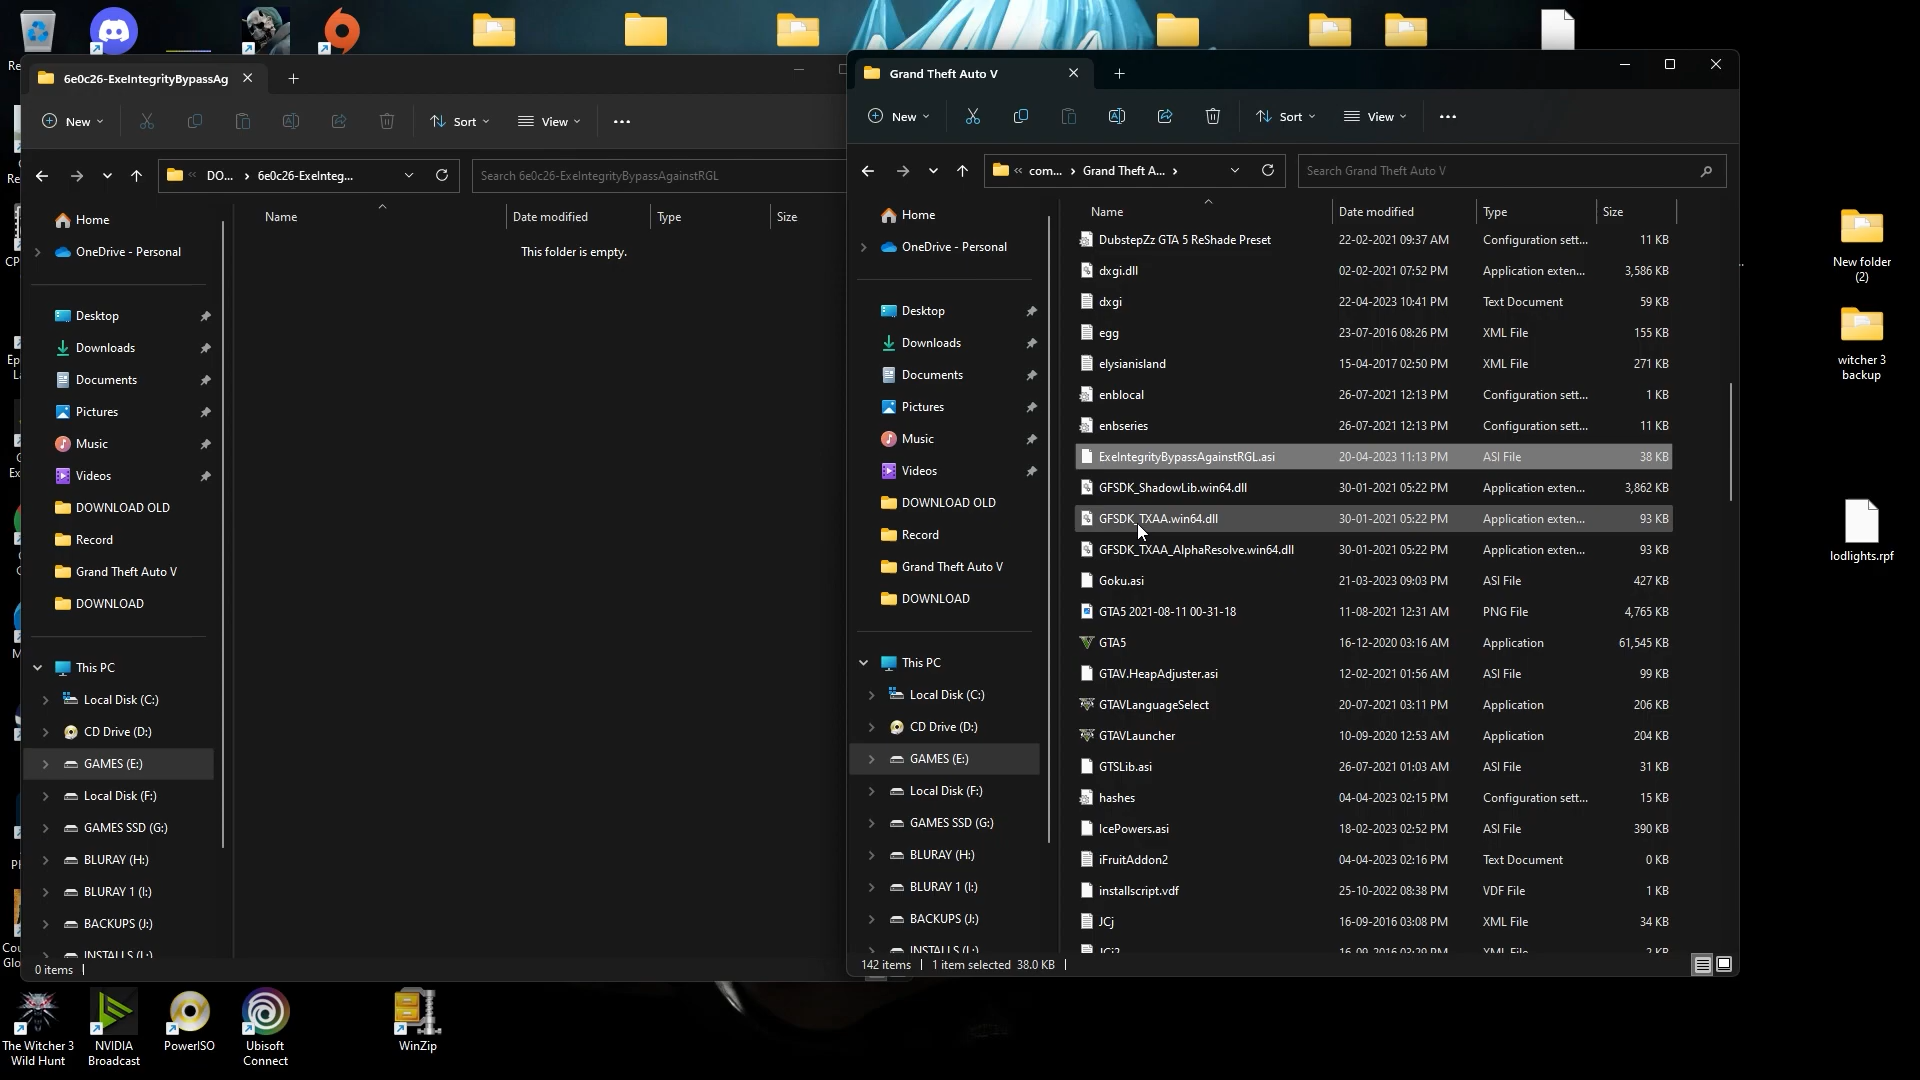 6e0c26-ExeIntegrityBypassAg
New
Sort
View
DO...
6e0c26-ExeInteg...
Search 6e0c26-ExeIntegrityBypassAgainstRGL
Name
Date modified
Type
Size
This folder is empty.
Home
OneDrive - Personal
Desktop
Downloads
Documents
Pictures
Music
Videos
DOWNLOAD OLD
Record
Grand Theft Auto V
DOWNLOAD
This PC
Local Disk (C:)
CD Drive (D:)
GAMES (E:)
Local Disk (F:)
GAMES SSD (G:)
BLURAY (H:)
BLURAY 1 (I:)
BACKUPS (J:)
INSTALLS (L:)
0 items
Grand Theft Auto V
New
Sort
View
com...
Grand Theft A...
Search Grand Theft Auto V
Home
OneDrive - Personal
Desktop
Downloads
Documents
Pictures
Music
Videos
DOWNLOAD OLD
Record
Grand Theft Auto V
DOWNLOAD
This PC
Local Disk (C:)
CD Drive (D:)
GAMES (E:)
Local Disk (F:)
GAMES SSD (G:)
BLURAY (H:)
BLURAY 1 (I:)
BACKUPS (J:)
INSTALLS (L:)
Name Date modified Type Size
DubstepZz GTA 5 ReShade Preset 22-02-2021 09:37 AM Configuration sett... 11 KB
dxgi.dll 02-02-2021 07:52 PM Application exten... 3,586 KB
dxgi 22-04-2023 10:41 PM Text Document 59 KB
egg 23-07-2016 08:26 PM XML File 155 KB
elysianisland 15-04-2017 02:50 PM XML File 271 KB
enblocal 26-07-2021 12:13 PM Configuration sett... 1 KB
enbseries 26-07-2021 12:13 PM Configuration sett... 11 KB
ExeIntegrityBypassAgainstRGL.asi 20-04-2023 11:13 PM ASI File 38 KB
GFSDK_ShadowLib.win64.dll 30-01-2021 05:22 PM Application exten... 3,862 KB
GFSDK_TXAA.win64.dll 30-01-2021 05:22 PM Application exten... 93 KB
GFSDK_TXAA_AlphaResolve.win64.dll 30-01-2021 05:22 PM Application exten... 93 KB
Goku.asi 21-03-2023 09:03 PM ASI File 427 KB
GTA5 2021-08-11 00-31-18 11-08-2021 12:31 AM PNG File 4,765 KB
GTA5 16-12-2020 03:16 AM Application 61,545 KB
GTAV.HeapAdjuster.asi 12-02-2021 01:56 AM ASI File 99 KB
GTAVLanguageSelect 20-07-2021 03:11 PM Application 206 KB
GTAVLauncher 10-09-2020 12:53 AM Application 204 KB
GTSLib.asi 26-07-2021 01:03 AM ASI File 31 KB
hashes 04-04-2023 02:15 PM Configuration sett... 15 KB
IcePowers.asi 18-02-2023 02:52 PM ASI File 390 KB
iFruitAddon2 04-04-2023 02:16 PM Text Document 0 KB
installscript.vdf 25-10-2022 08:38 PM VDF File 1 KB
JCj 16-09-2016 03:08 PM XML File 34 KB
JCj2 16-09-2016 03:29 PM XML File 2 KB
142 items
1 item selected 38.0 KB
New folder
(2)
witcher 3
backup
lodlights.rpf
The Witcher 3
Wild Hunt
NVIDIA
Broadcast
PowerISO
Ubisoft
Connect
WinZip